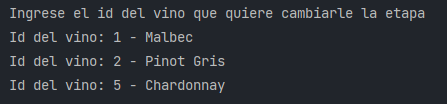 Ingrese el id del vino que quiere cambiarle la etapa
Id del vino: 1 - Malbec
Id del vino: 2 - Pinot Gris
Id del vino: 5 - Chardonnay